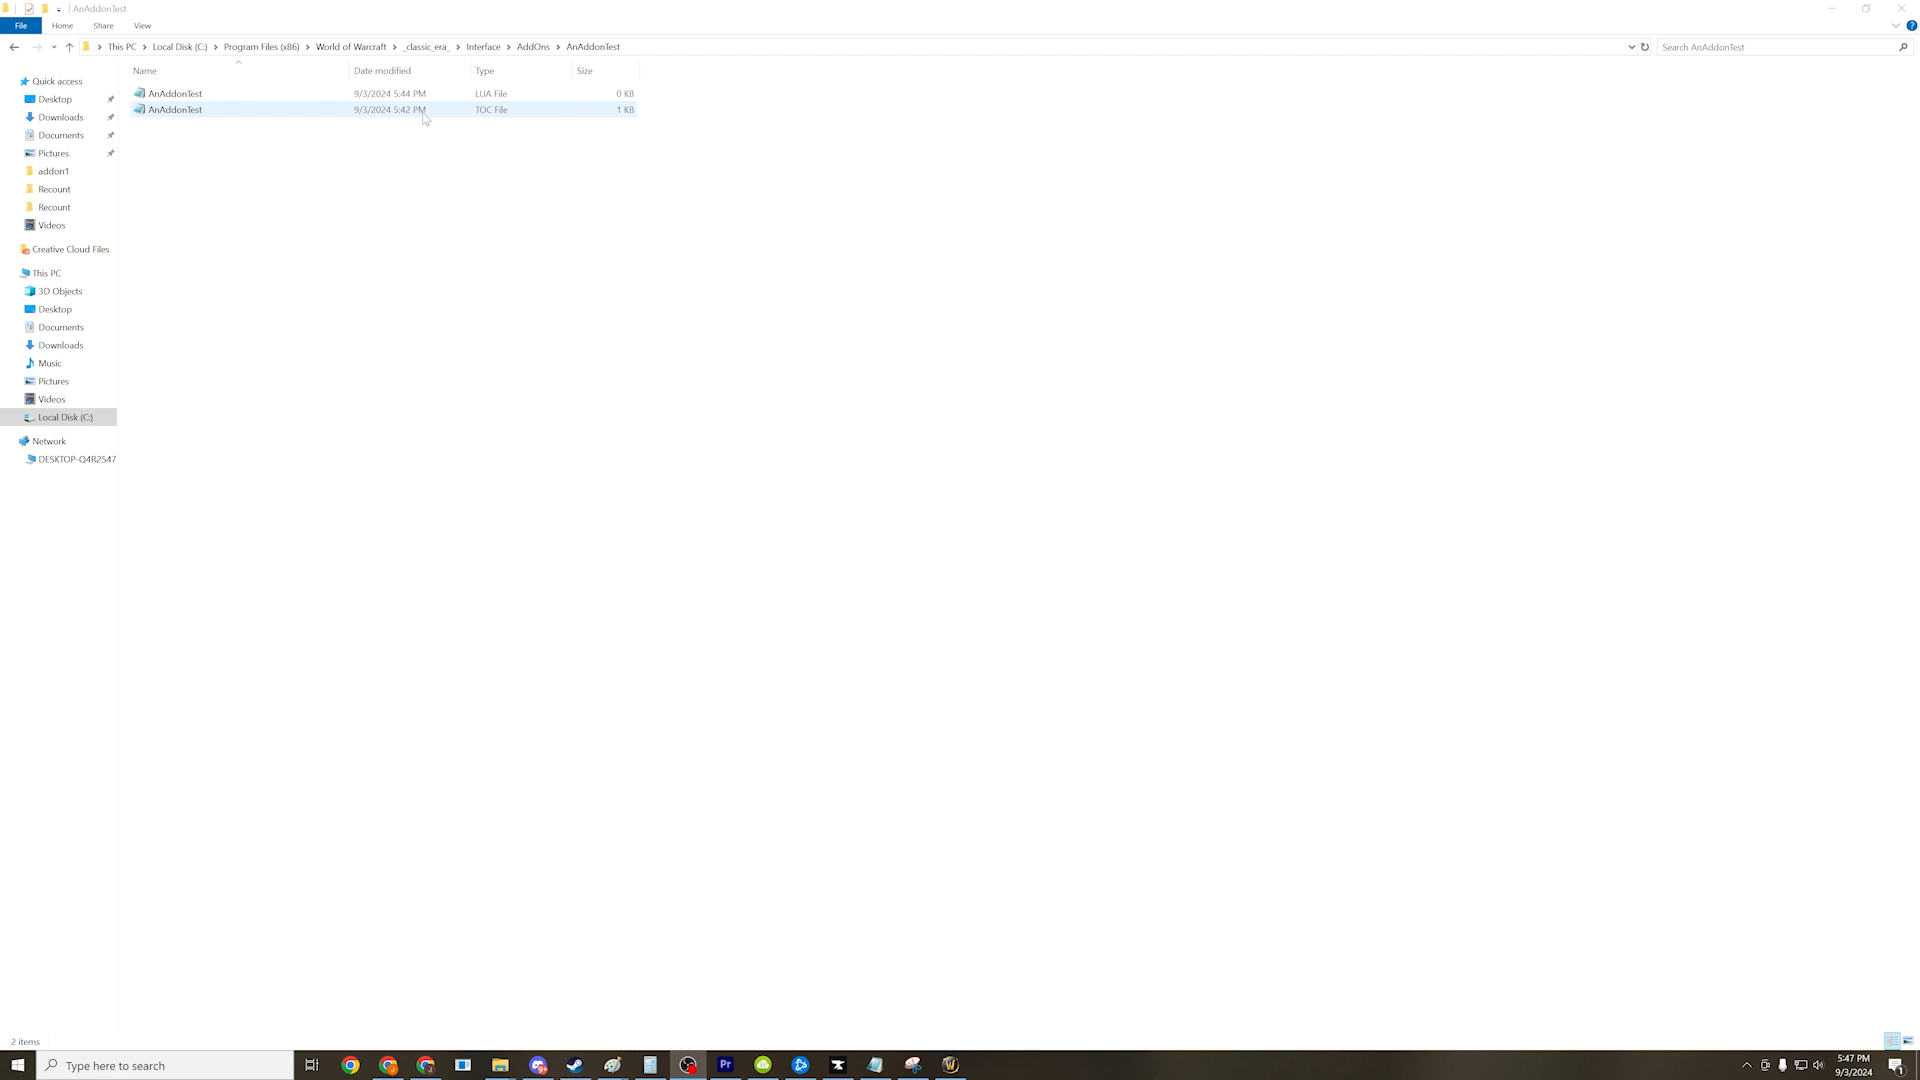 AnAddonTest
File Home Share View
This PC Local Disk (C:) Program Files (x86) World of Warcraft _classic_era_ Interface AddOns AnAddonTest Search AnAddonTest
Name Date modified Type Size
AnAddonTest 9/3/2024 5:44 PM LUA File 0 KB
AnAddonTest 9/3/2024 5:42 PM TOC File 1 KB
Quick access
Desktop
Downloads
Documents
Pictures
addon1
Recount
Recount
Videos
Creative Cloud Files
This PC
3D Objects
Desktop
Documents
Downloads
Music
Pictures
Videos
Local Disk (C:)
Network
DESKTOP-Q4R2547
2 items
Type here to search
Pr
5:47 PM
9/3/2024
1